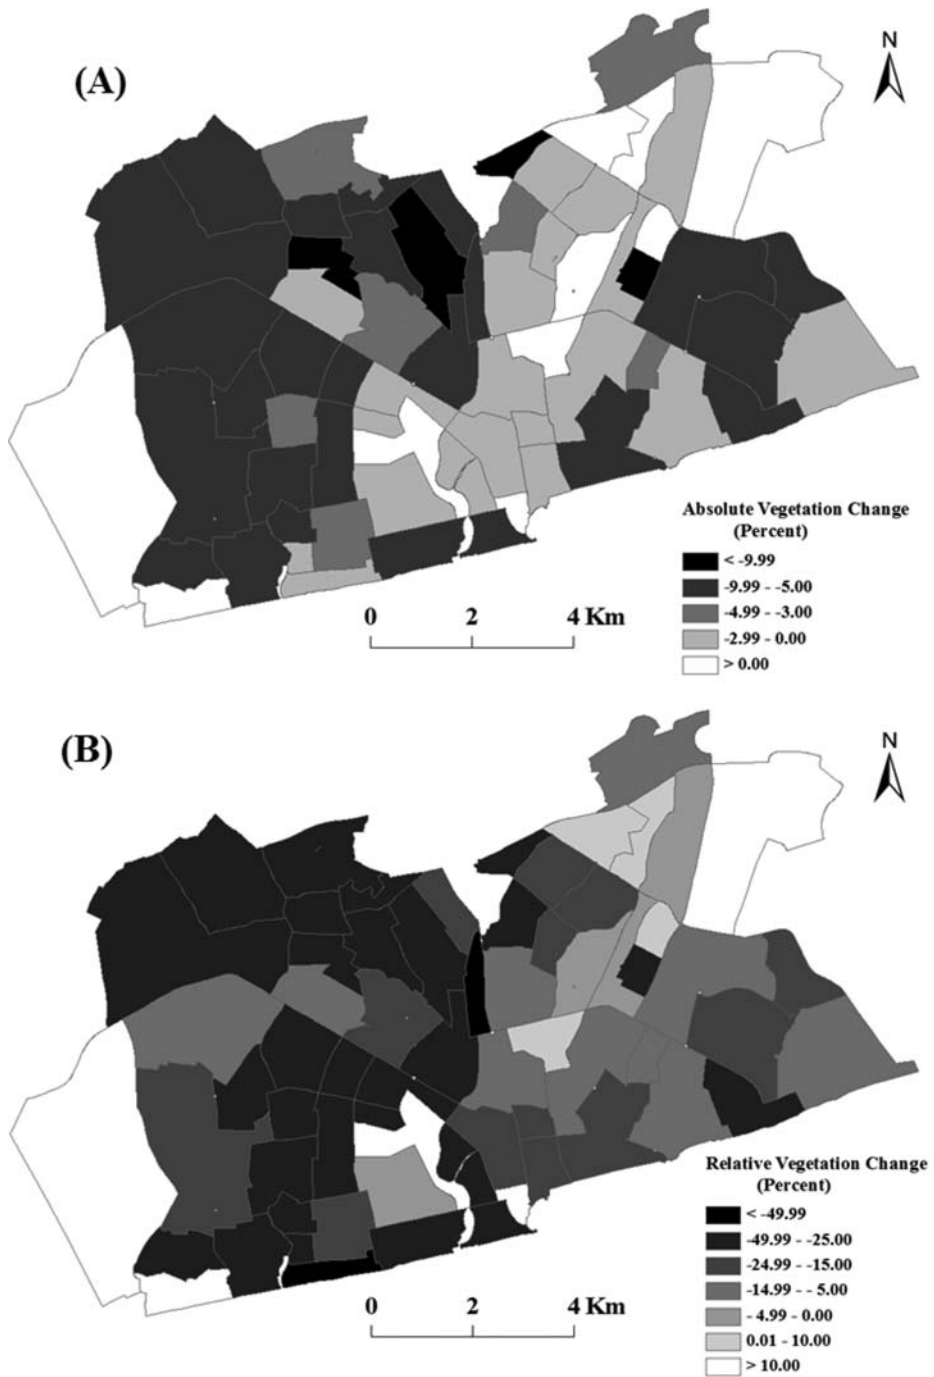 (A)
N
Absolute Vegetation Change
(Percent)
< -9.99
-9.99 - -5.00
-4.99 - -3.00
-2.99 - 0.00
> 0.00
0 2 4 Km
(B)
N
Relative Vegetation Change
(Percent)
< -49.99
-49.99 - -25.00
-24.99 - -15.00
-14.99 - - 5.00
- 4.99 - 0.00
0.01 - 10.00
> 10.00
0 2 4 Km